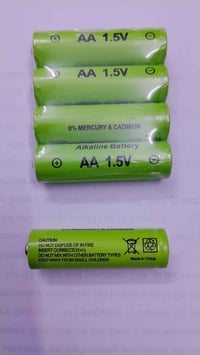 AA 1.5V
AA 1.5V
0% MERCURY & CADMIUM
Alkaline Battery
AA 1.5V
CAUTION
DO NOT DISPOSE OF IN FIRE
INSERT CORRECTLY(+/-)
DO NOT MIX WITH OTHER BATTERY TYPES
KEEP AWAY FROM SMALL CHILDREN
Made in China